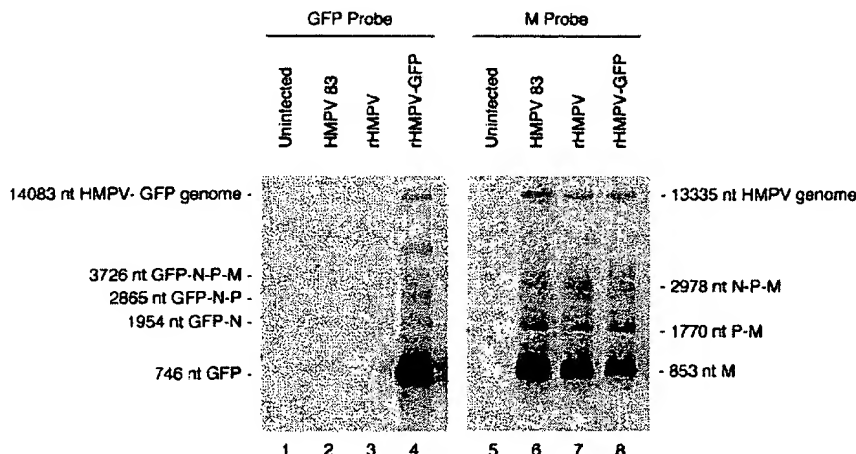 GFP Probe
M Probe
Uninfected
HMPV 83
rHMPV
rHMPV-GFP
Uninfected
HMPV 83
rHMPV
rHMPV-GFP
14083 nt HMPV- GFP genome -
3726 nt GFP-N-P-M -
2865 nt GFP-N-P -
1954 nt GFP-N -
746 nt GFP -
- 13335 nt HMPV genome
- 2978 nt N-P-M
- 1770 nt P-M
- 853 nt M
1 2 3 4 5 6 7 8